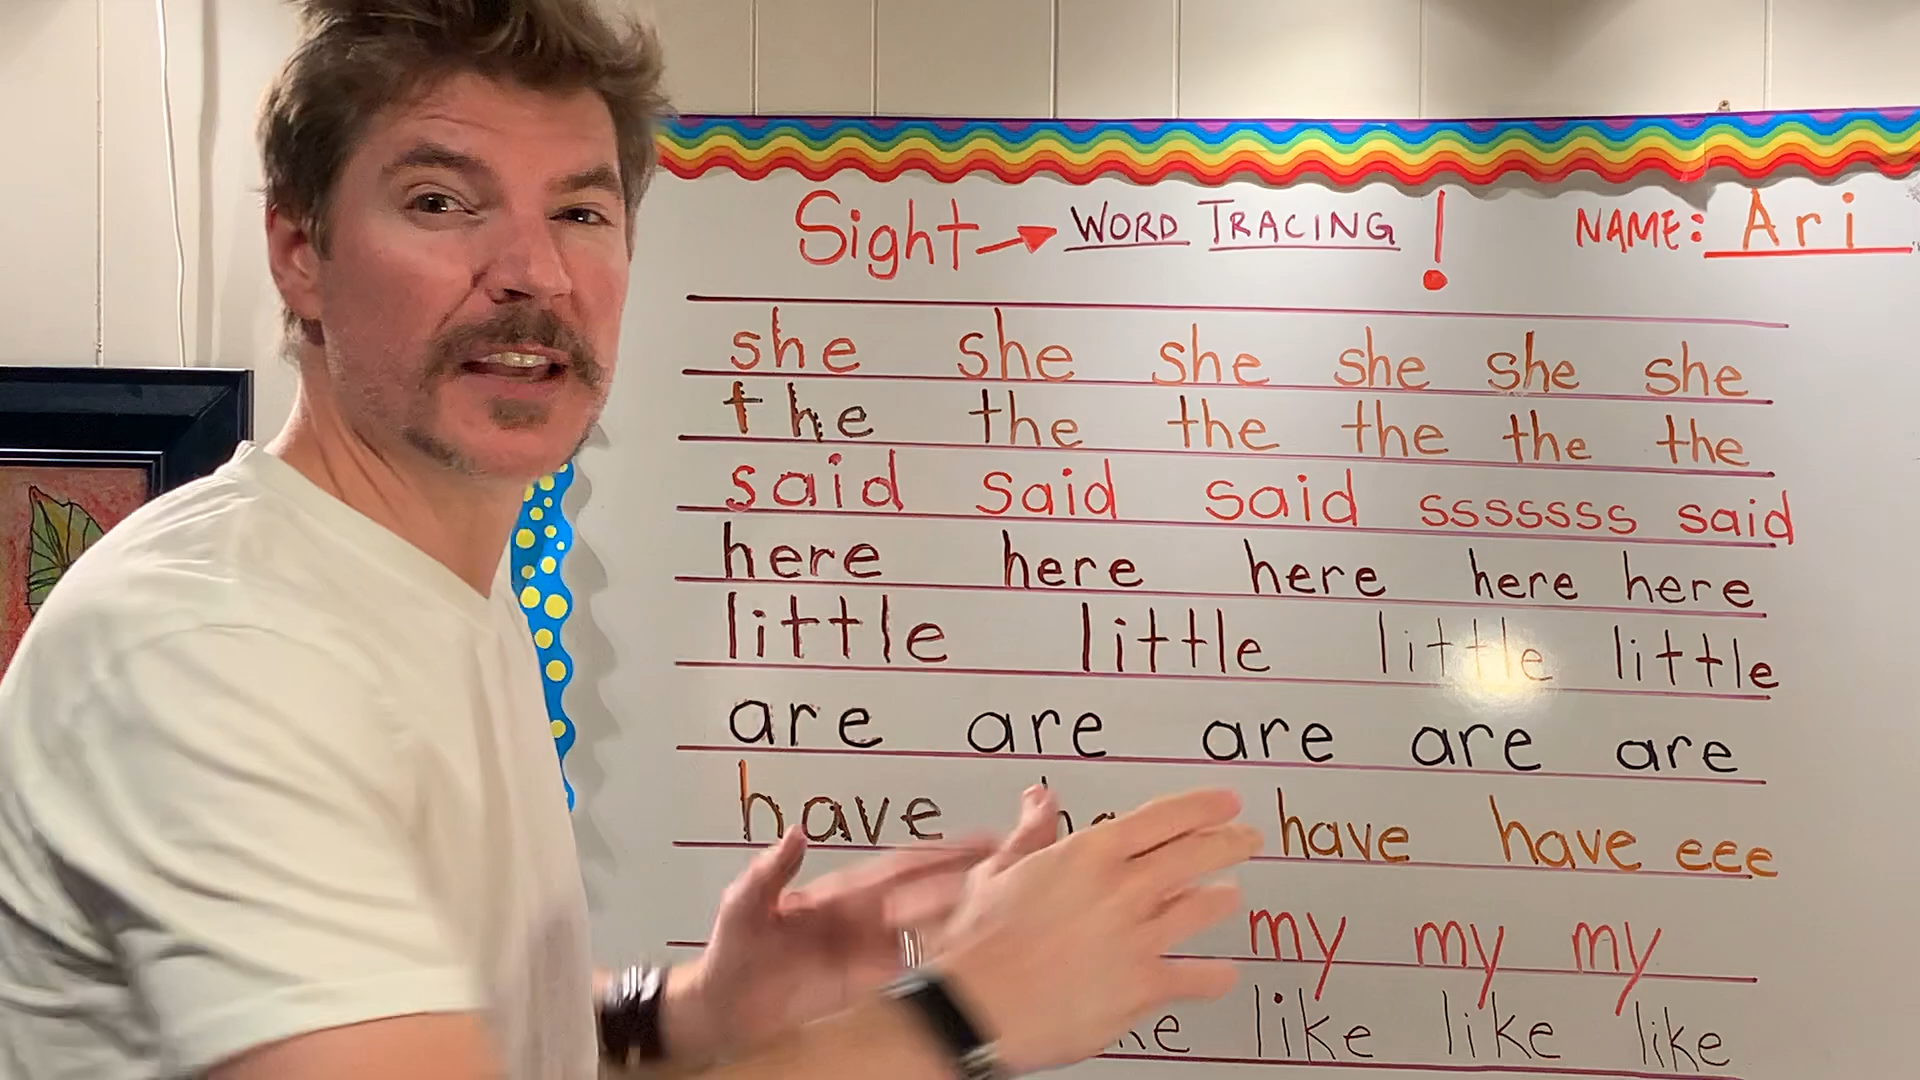 Sight → WORD TRACING! NAME: Ari
she she she she she she
the the the the the the
said said said sssssss said
here here here here here
little little little little
are are are are are
have have have eee
my my my
like like like